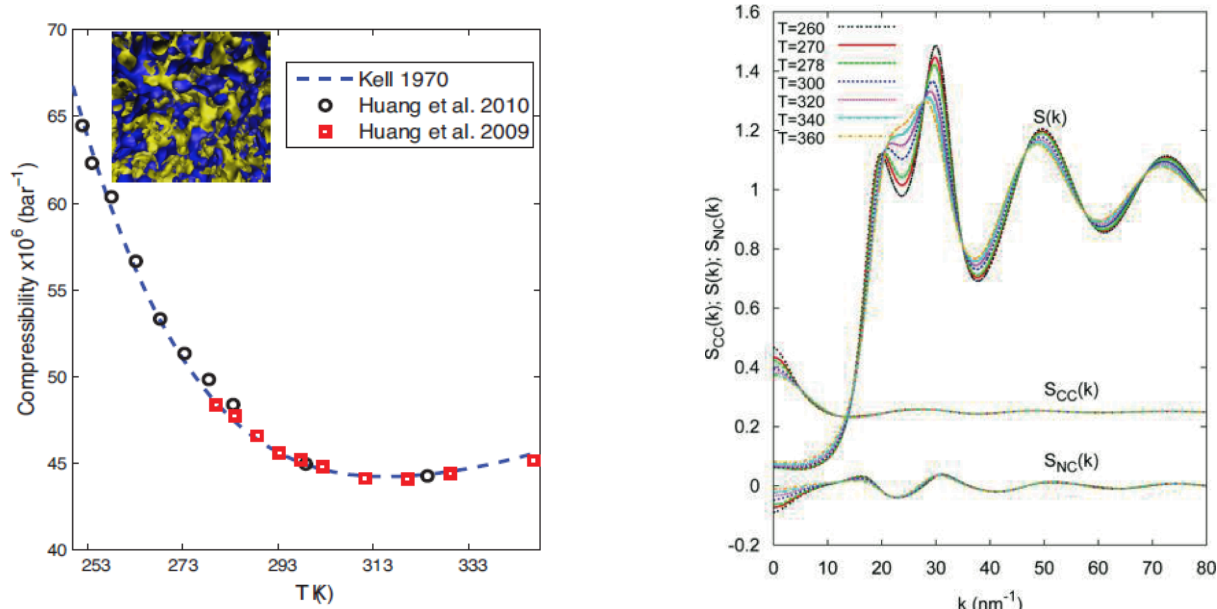 70
65
60
55
50
45
40
Compressibility x10⁶ (bar⁻¹)
Kell 1970
Huang et al. 2010
Huang et al. 2009
253 273 293 313 333
T (K)
1.6
1.4
1.2
1
0.8
0.6
0.4
0.2
0
-0.2
S_CC(k); S(k); S_NC(k)
T=260
T=270
T=278
T=300
T=320
T=340
T=360
S(k)
S_CC(k)
S_NC(k)
0 10 20 30 40 50 60 70 80
k (nm⁻¹)